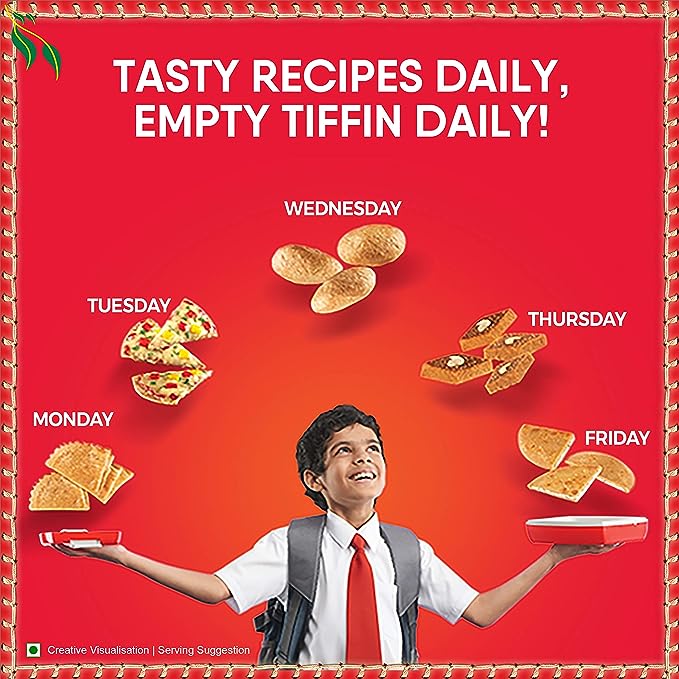 TASTY RECIPES DAILY,
EMPTY TIFFIN DAILY!
WEDNESDAY
TUESDAY
THURSDAY
MONDAY
FRIDAY
Creative Visualisation | Serving Suggestion